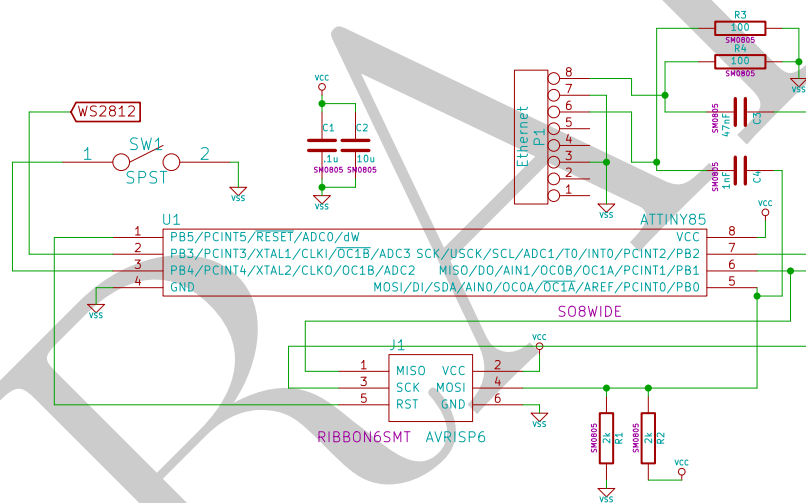 R3
100
SM0805
R4
100
SM0805
VSS
SM0805
47nF
C3
SM0805
1nF
C4
Ethernet
P1
8
7
6
5
4
3
2
1
VSS
VCC
C1
.1u
SM0805
C2
10u
SM0805
VSS
WS2812
1
SW1
SPST
2
VSS
U1
ATTINY85
VCC
1
PB5/PCINT5/RESET/ADC0/dW
VCC
8
2
PB3/PCINT3/XTAL1/CLKI/OC1B/ADC3
SCK/USCK/SCL/ADC1/T0/INT0/PCINT2/PB2
7
3
PB4/PCINT4/XTAL2/CLKO/OC1B/ADC2
MISO/DO/AIN1/OC0B/OC1A/PCINT1/PB1
6
4
GND
MOSI/DI/SDA/AIN0/OC0A/OC1A/AREF/PCINT0/PB0
5
VSS
SO8WIDE
J1
VCC
1
MISO
VCC
2
3
SCK
MOSI
4
5
RST
GND
6
VSS
RIBBON6SMT
AVRISP6
SM0805
2k
R1
SM0805
2k
R2
VCC
VSS